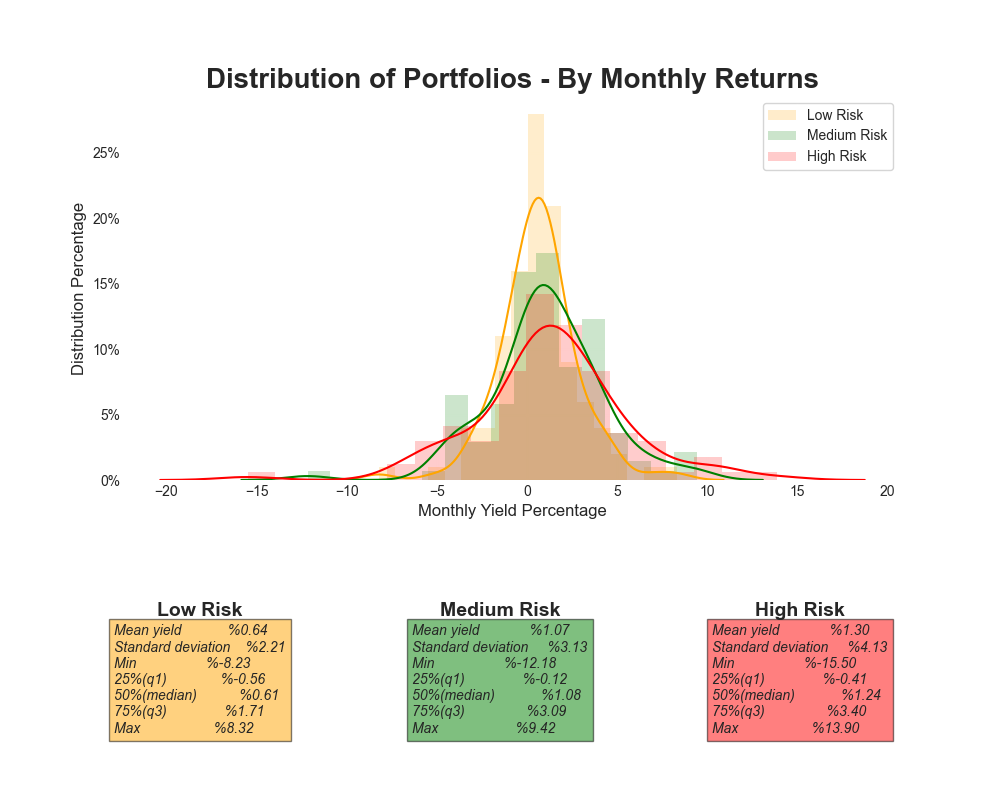 Distribution of Portfolios - By Monthly Returns
Low Risk
Medium Risk
High Risk
Distribution Percentage
25%
20%
15%
10%
5%
0%
−20 −15 −10 −5 0 5 10 15 20
Monthly Yield Percentage
Low Risk
Mean yield %0.64
Standard deviation %2.21
Min %-8.23
25%(q1) %-0.56
50%(median) %0.61
75%(q3) %1.71
Max %8.32
Medium Risk
Mean yield %1.07
Standard deviation %3.13
Min %-12.18
25%(q1) %-0.12
50%(median) %1.08
75%(q3) %3.09
Max %9.42
High Risk
Mean yield %1.30
Standard deviation %4.13
Min %-15.50
25%(q1) %-0.41
50%(median) %1.24
75%(q3) %3.40
Max %13.90